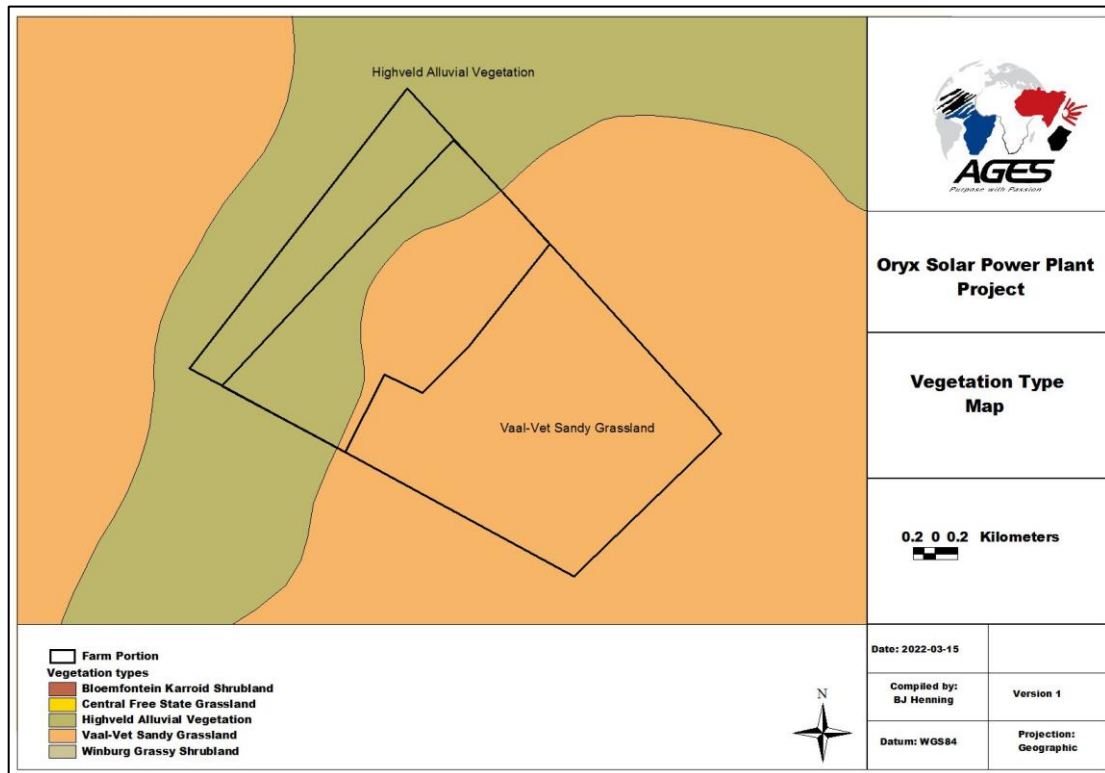 Highveld Alluvial Vegetation
Vaal-Vet Sandy Grassland
AGES
Purpose with Passion
Oryx Solar Power Plant
Project
Vegetation Type
Map
0.2 0 0.2 Kilometers
Farm Portion
Vegetation types
Bloemfontein Karroid Shrubland
Central Free State Grassland
Highveld Alluvial Vegetation
Vaal-Vet Sandy Grassland
Winburg Grassy Shrubland
N
Date: 2022-03-15
Compiled by:
BJ Henning
Version 1
Datum: WGS84
Projection:
Geographic